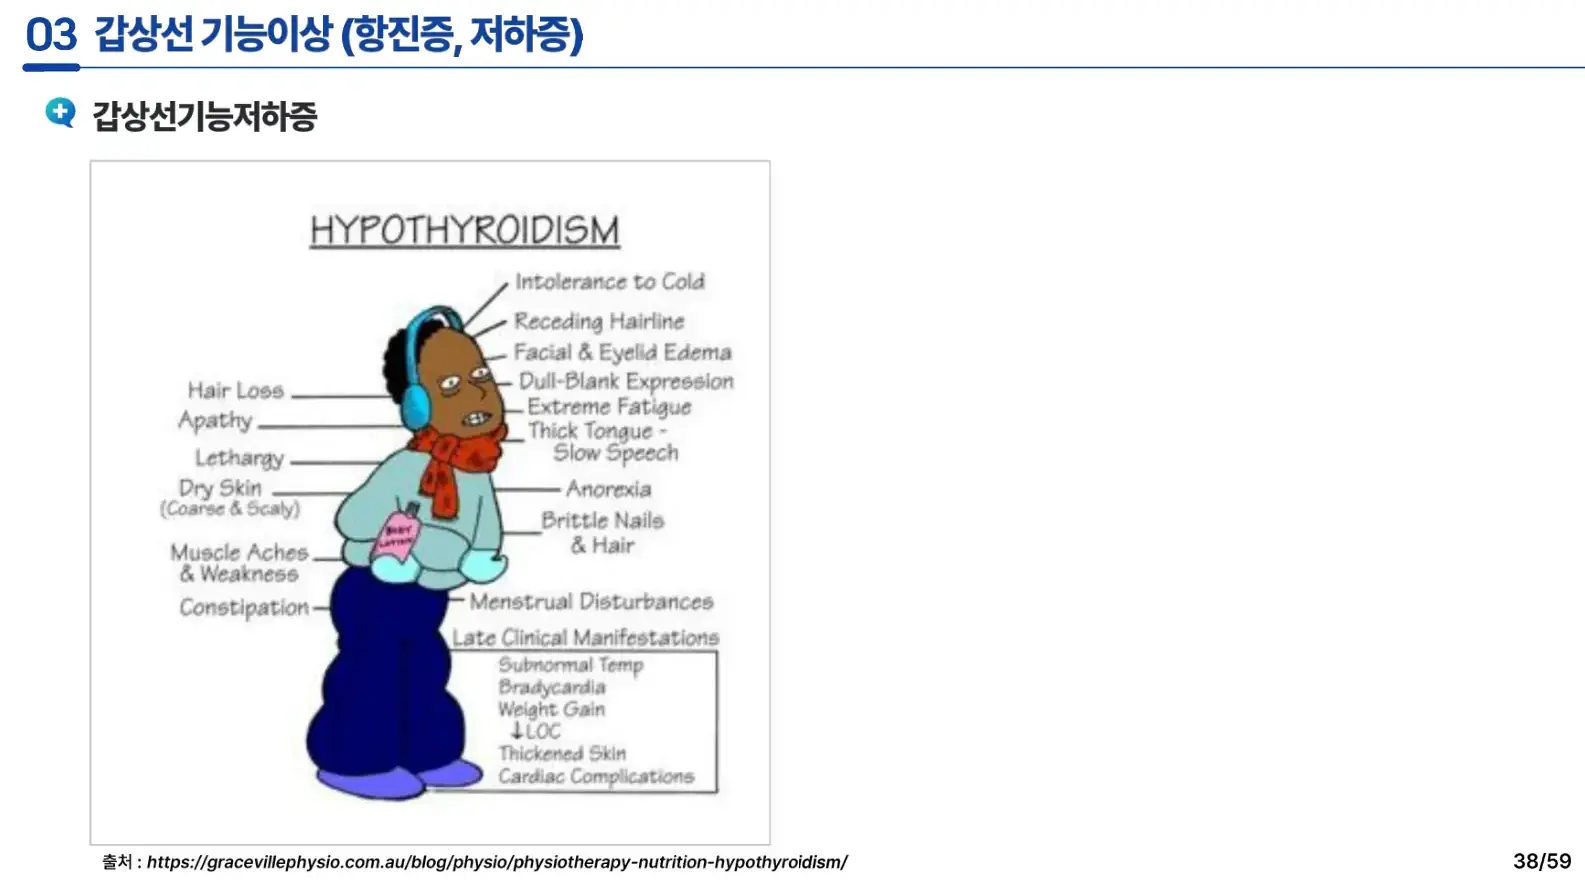 03 갑상선 기능이상 (항진증, 저하증)
갑상선기능저하증
HYPOTHYROIDISM
Intolerance to Cold
Receding Hairline
Facial & Eyelid Edema
Dull-Blank Expression
Extreme Fatigue
Thick Tongue -
Slow Speech
Anorexia
Brittle Nails
& Hair
Menstrual Disturbances
Hair Loss
Apathy
Lethargy
Dry Skin
(Coarse & Scaly)
Muscle Aches
& Weakness
Constipation
BODY
LOTION
Late Clinical Manifestations
Subnormal Temp
Bradycardia
Weight Gain
↓LOC
Thickened Skin
Cardiac Complications
출처 : https://gracevillephysio.com.au/blog/physio/physiotherapy-nutrition-hypothyroidism/
38/59